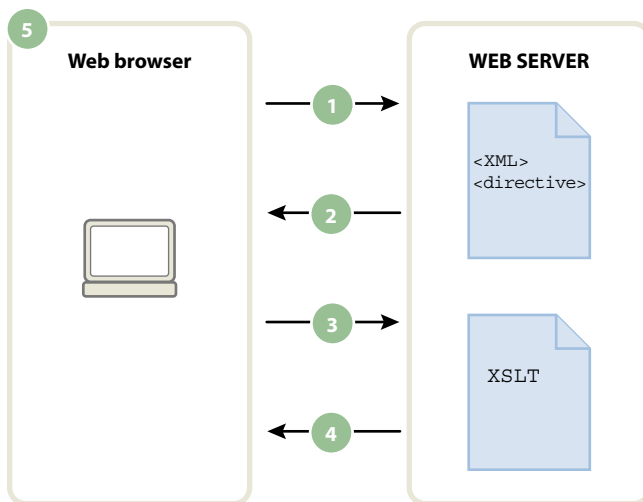 5
Web browser
WEB SERVER
1
<XML>
<directive>
2
3
XSLT
4